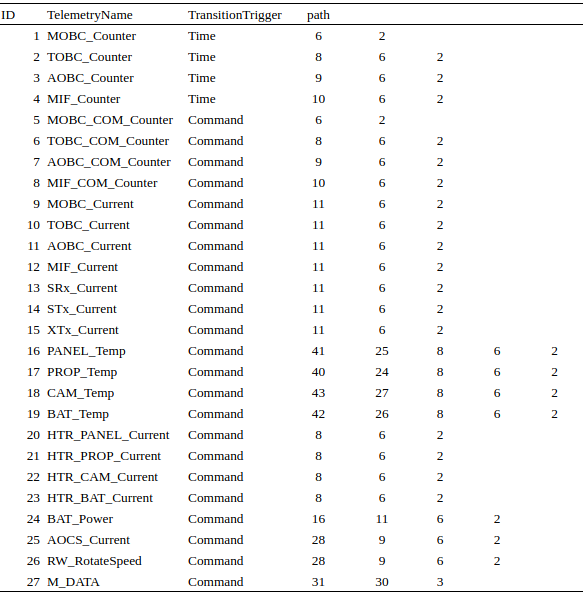 ID TelemetryName TransitionTrigger path
1 MOBC_Counter Time 6 2
2 TOBC_Counter Time 8 6 2
3 AOBC_Counter Time 9 6 2
4 MIF_Counter Time 10 6 2
5 MOBC_COM_Counter Command 6 2
6 TOBC_COM_Counter Command 8 6 2
7 AOBC_COM_Counter Command 9 6 2
8 MIF_COM_Counter Command 10 6 2
9 MOBC_Current Command 11 6 2
10 TOBC_Current Command 11 6 2
11 AOBC_Current Command 11 6 2
12 MIF_Current Command 11 6 2
13 SRx_Current Command 11 6 2
14 STx_Current Command 11 6 2
15 XTx_Current Command 11 6 2
16 PANEL_Temp Command 41 25 8 6 2
17 PROP_Temp Command 40 24 8 6 2
18 CAM_Temp Command 43 27 8 6 2
19 BAT_Temp Command 42 26 8 6 2
20 HTR_PANEL_Current Command 8 6 2
21 HTR_PROP_Current Command 8 6 2
22 HTR_CAM_Current Command 8 6 2
23 HTR_BAT_Current Command 8 6 2
24 BAT_Power Command 16 11 6 2
25 AOCS_Current Command 28 9 6 2
26 RW_RotateSpeed Command 28 9 6 2
27 M_DATA Command 31 30 3